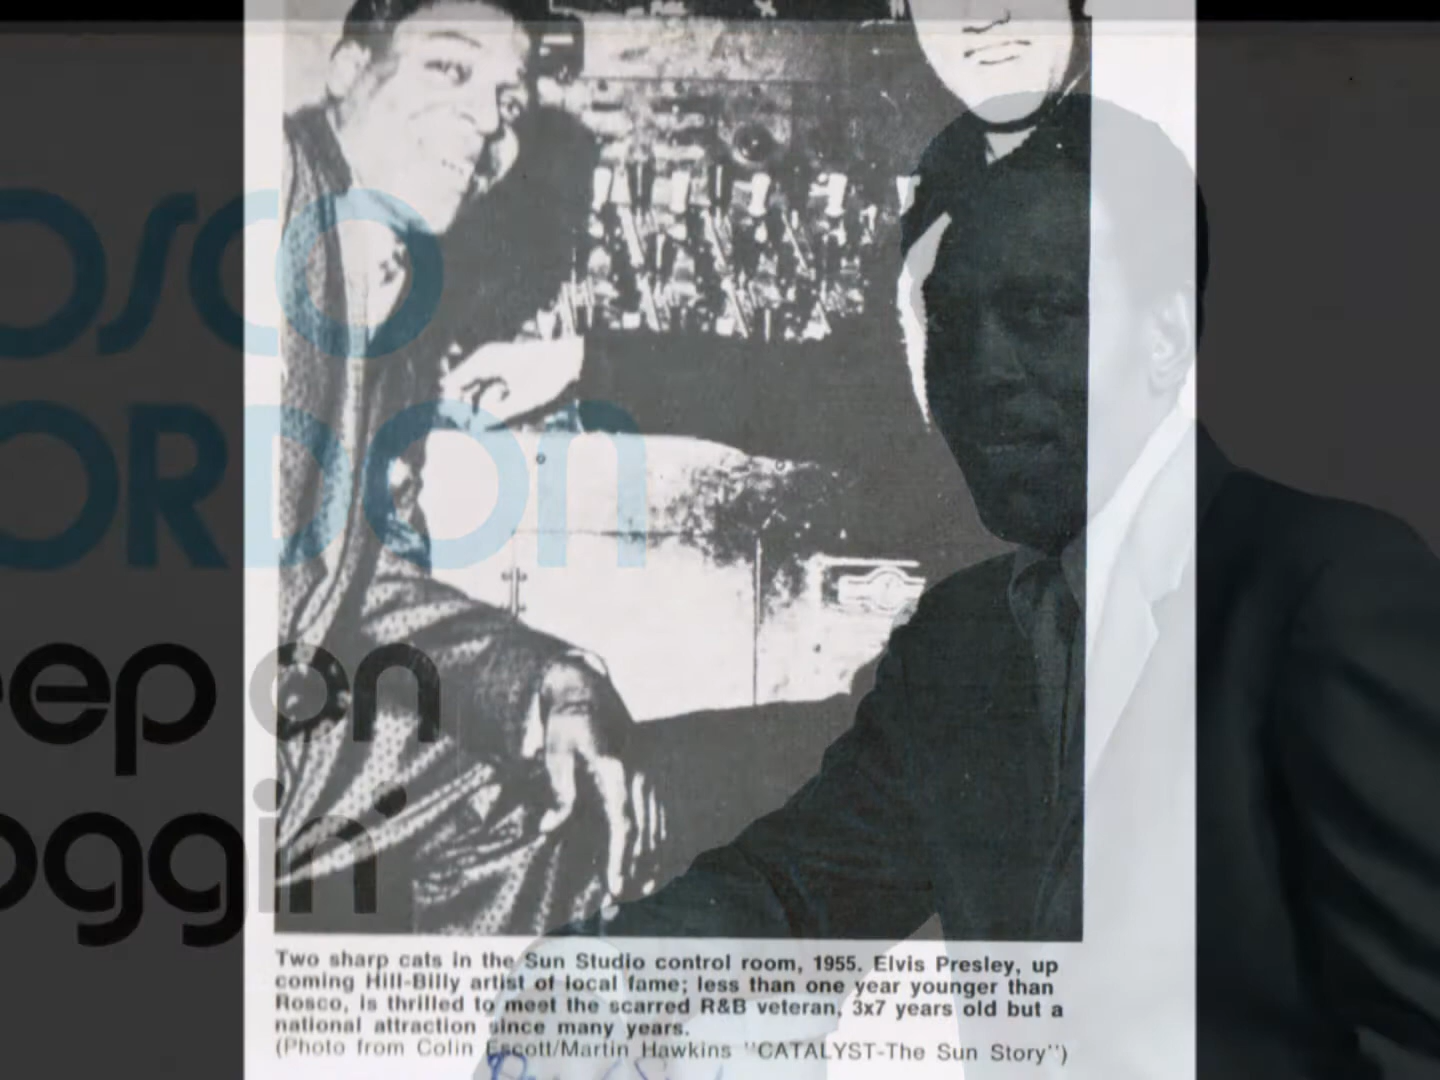 OSCO
ORDON
eep on
oggin'
Two sharp cats in the Sun Studio control room, 1955. Elvis Presley, up
coming Hill-Billy artist of local fame; less than one year younger than
Rosco, is thrilled to meet the scarred R&B veteran, 3x7 years old but a
national attraction since many years.
(Photo from Colin Escott/Martin Hawkins "CATALYST-The Sun Story")